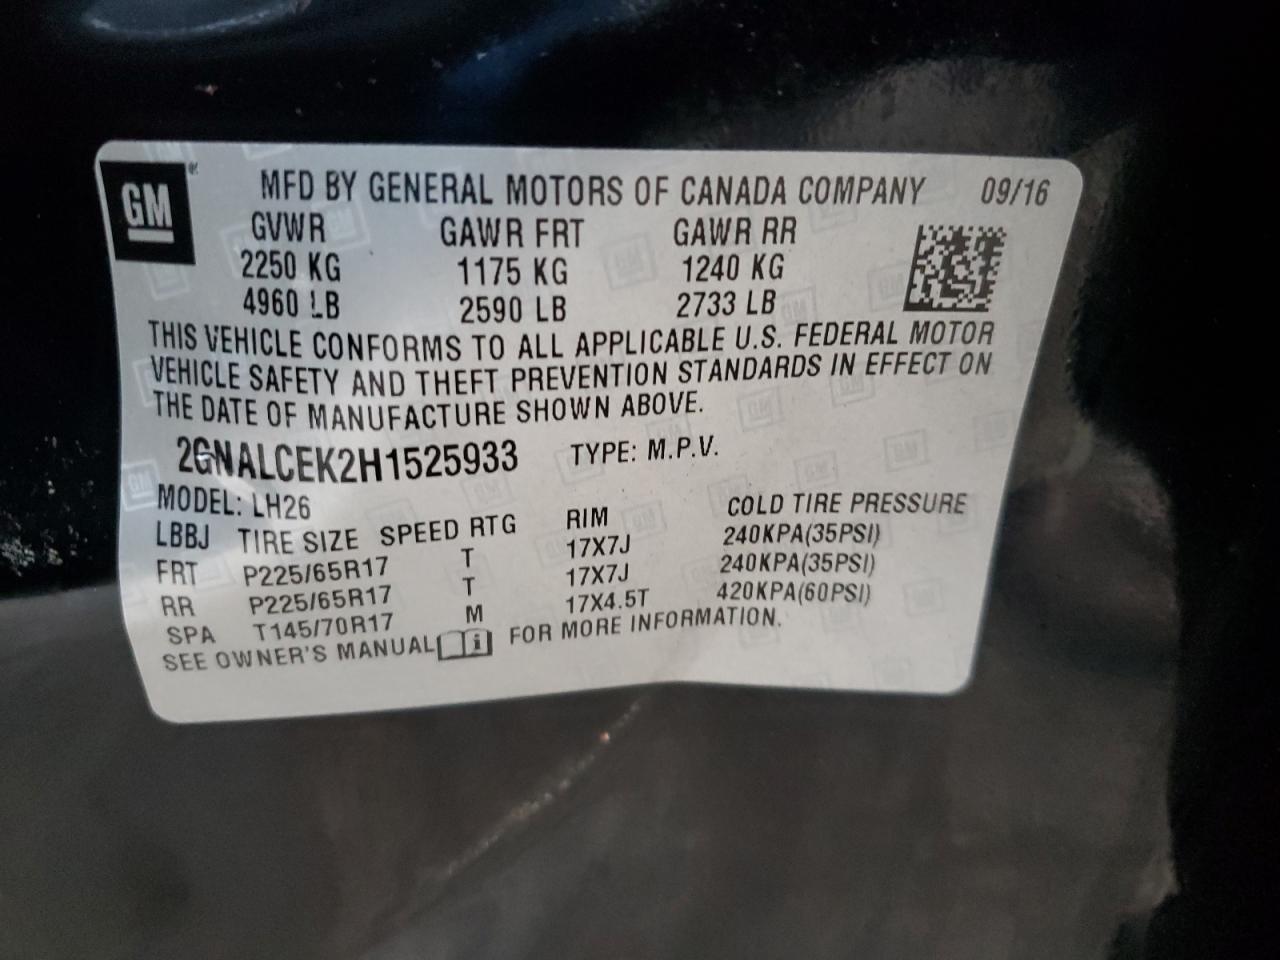 GM MFD BY GENERAL MOTORS OF CANADA COMPANY 09/16
GVWR GAWR FRT GAWR RR
2250 KG 1175 KG 1240 KG
4960 LB 2590 LB 2733 LB
THIS VEHICLE CONFORMS TO ALL APPLICABLE U.S. FEDERAL MOTOR
VEHICLE SAFETY AND THEFT PREVENTION STANDARDS IN EFFECT ON
THE DATE OF MANUFACTURE SHOWN ABOVE.
2GNALCEK2H1525933 TYPE: M.P.V.
MODEL: LH26
LBBJ TIRE SIZE SPEED RTG RIM COLD TIRE PRESSURE
FRT P225/65R17 T 17X7J 240KPA(35PSI)
RR P225/65R17 T 17X7J 240KPA(35PSI)
SPA T145/70R17 M 17X4.5T 420KPA(60PSI)
SEE OWNER'S MANUAL i FOR MORE INFORMATION.